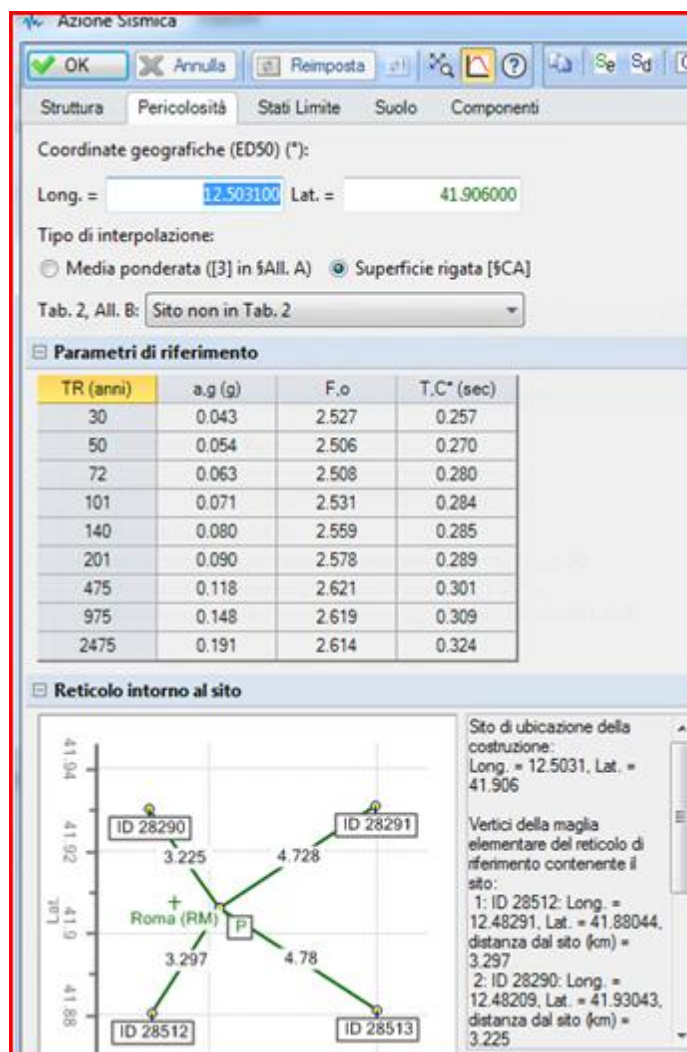 Azione Sismica
OK Annulla Reimposta Se Sd
Struttura Pericolosità Stati Limite Suolo Componenti
Coordinate geografiche (ED50) (°):
Long. = 12.503100 Lat. = 41.906000
Tipo di interpolazione:
Media ponderata ([3] in §All. A) Superficie rigata [§CA]
Tab. 2, All. B: Sito non in Tab. 2
Parametri di riferimento
TR (anni) a,g (g) F,o T,C* (sec)
30 0.043 2.527 0.257
50 0.054 2.506 0.270
72 0.063 2.508 0.280
101 0.071 2.531 0.284
140 0.080 2.559 0.285
201 0.090 2.578 0.289
475 0.118 2.621 0.301
975 0.148 2.619 0.309
2475 0.191 2.614 0.324
Reticolo intorno al sito
41.94
41.92
41.9
41.88
Lat.
ID 28290
ID 28291
3.225
4.728
Roma (RM)
P
3.297
4.78
ID 28512
ID 28513
Sito di ubicazione della
costruzione:
Long. = 12.5031, Lat. =
41.906
Vertici della maglia
elementare del reticolo di
riferimento contenente il
sito:
1: ID 28512: Long. =
12.48291, Lat. = 41.88044,
distanza dal sito (km) =
3.297
2: ID 28290: Long. =
12.48209, Lat. = 41.93043,
distanza dal sito (km) =
3.225